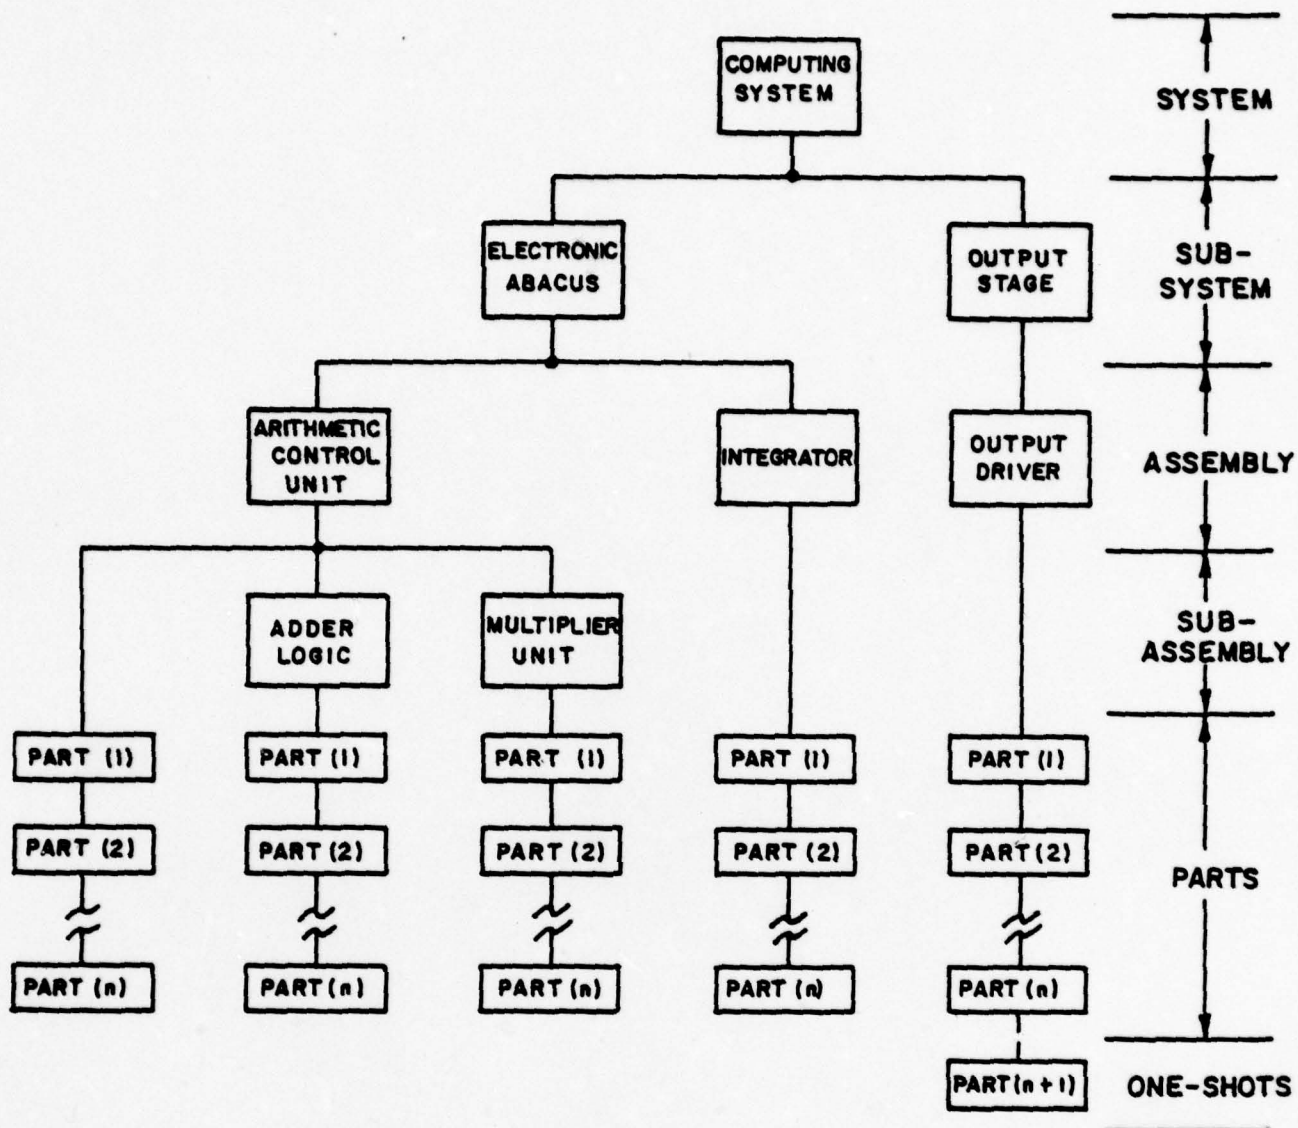 COMPUTING
SYSTEM
SYSTEM
ELECTRONIC
ABACUS
OUTPUT
STAGE
SUB-
SYSTEM
ARITHMETIC
CONTROL
UNIT
INTEGRATOR
OUTPUT
DRIVER
ASSEMBLY
ADDER
LOGIC
MULTIPLIER
UNIT
SUB-
ASSEMBLY
PART (1)
PART (1)
PART (1)
PART (1)
PART (1)
PART (2)
PART (2)
PART (2)
PART (2)
PART (2)
PARTS
PART (n)
PART (n)
PART (n)
PART (n)
PART (n)
PART (n + 1)
ONE-SHOTS